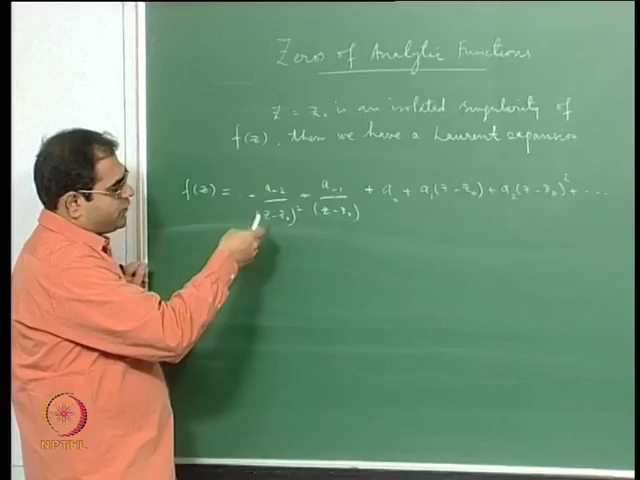 Zeros of Analytic Functions
z = z₀ is an isolated singularity of
f(z), then we have a Laurent expansion
f(z) = ... + a₋₂/(z-z₀)² + a₋₁/(z-z₀) + a₀ + a₁(z-z₀) + a₂(z-z₀)² + ...
NPTEL